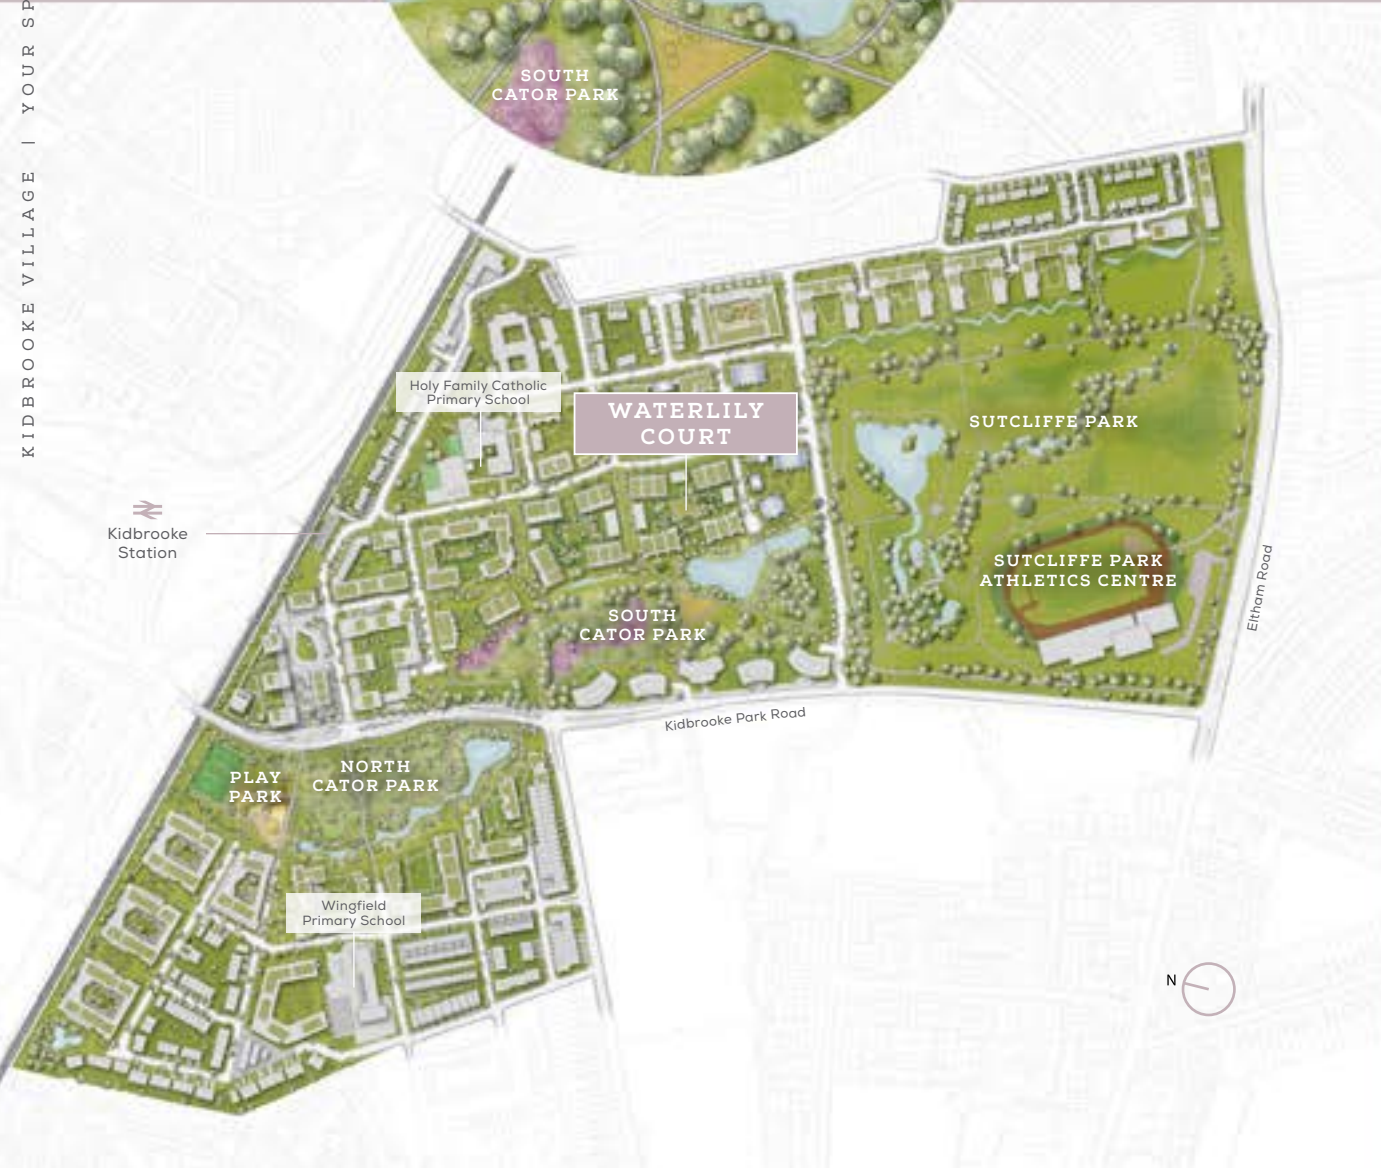 KIDBROOKE VILLAGE | YOUR SP
SOUTH
CATOR PARK
Holy Family Catholic
Primary School
WATERLILY
COURT
SUTCLIFFE PARK
Kidbrooke
Station
SUTCLIFFE PARK
ATHLETICS CENTRE
Eltham Road
SOUTH
CATOR PARK
Kidbrooke Park Road
NORTH
CATOR PARK
PLAY
PARK
Wingfield
Primary School
N